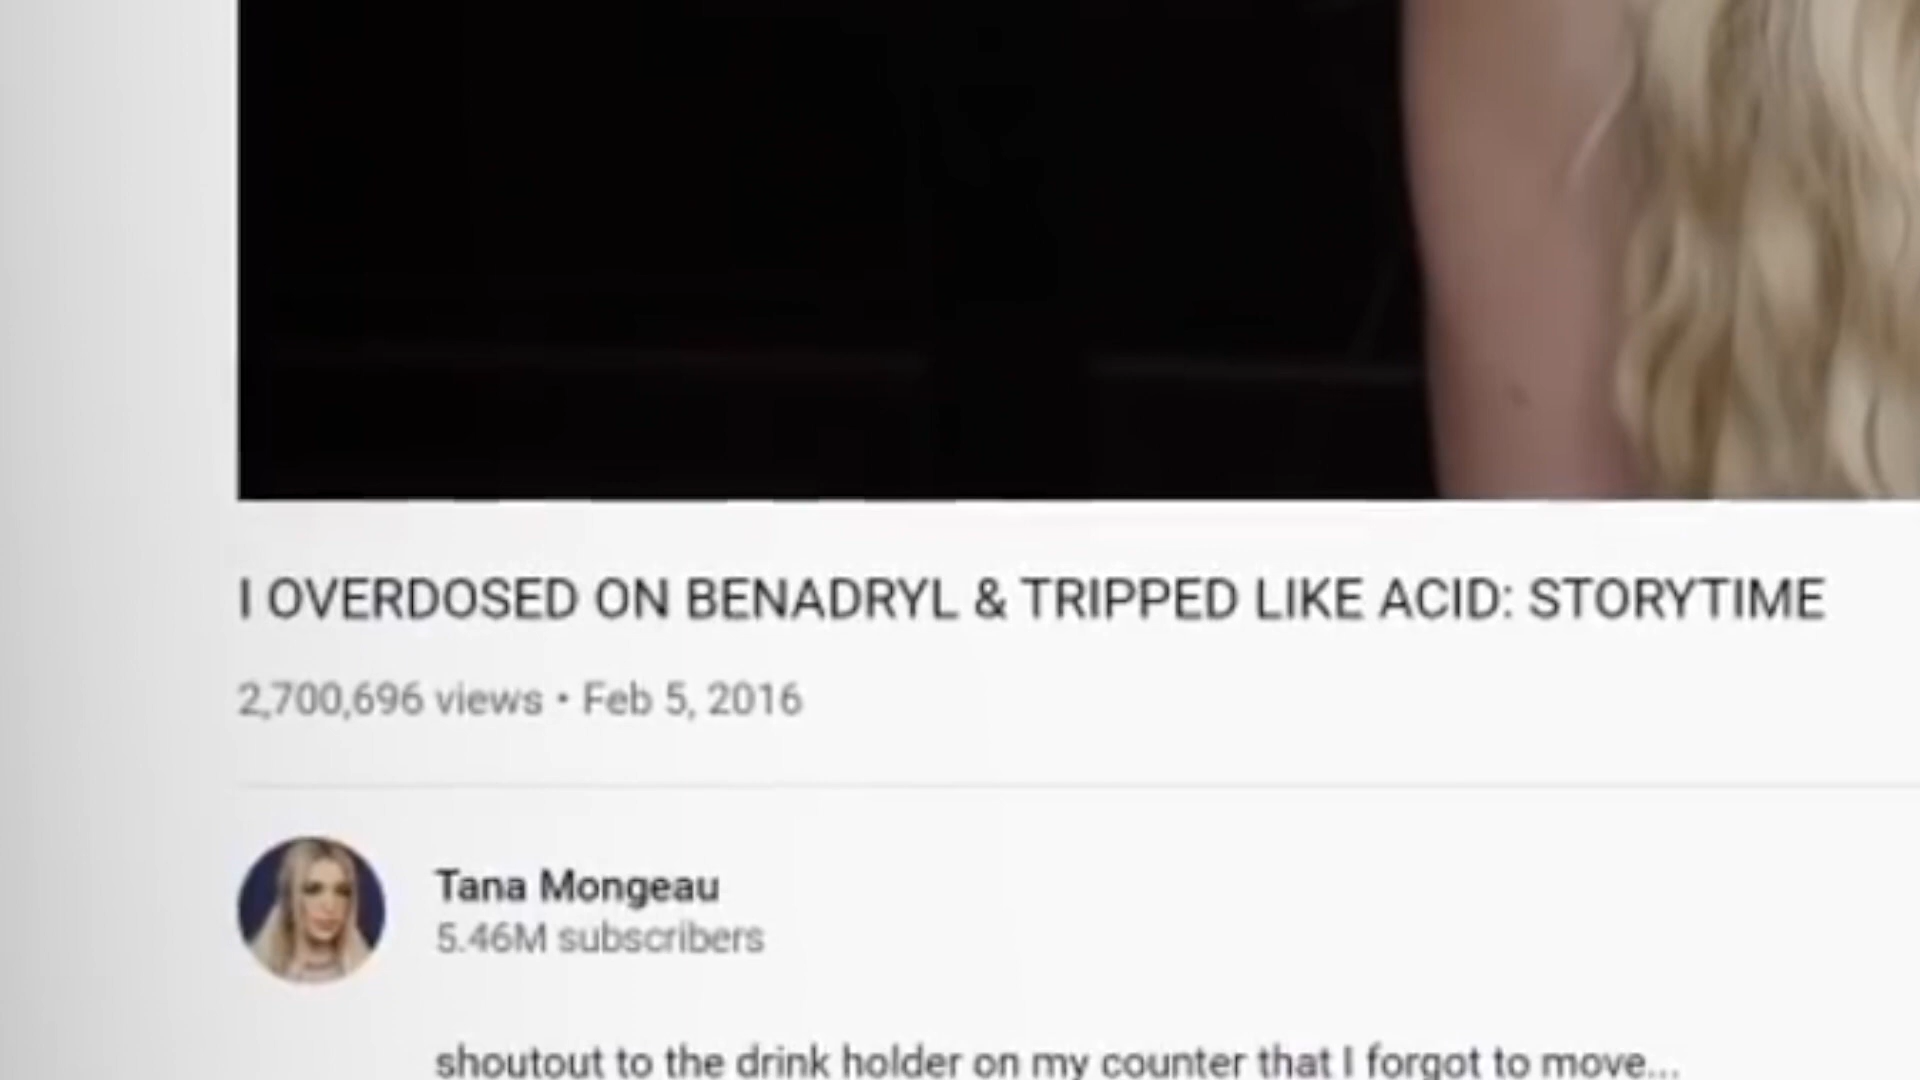 I OVERDOSED ON BENADRYL & TRIPPED LIKE ACID: STORYTIME
2,700,696 views • Feb 5, 2016
Tana Mongeau
5.46M subscribers
shoutout to the drink holder on my counter that I forgot to move...